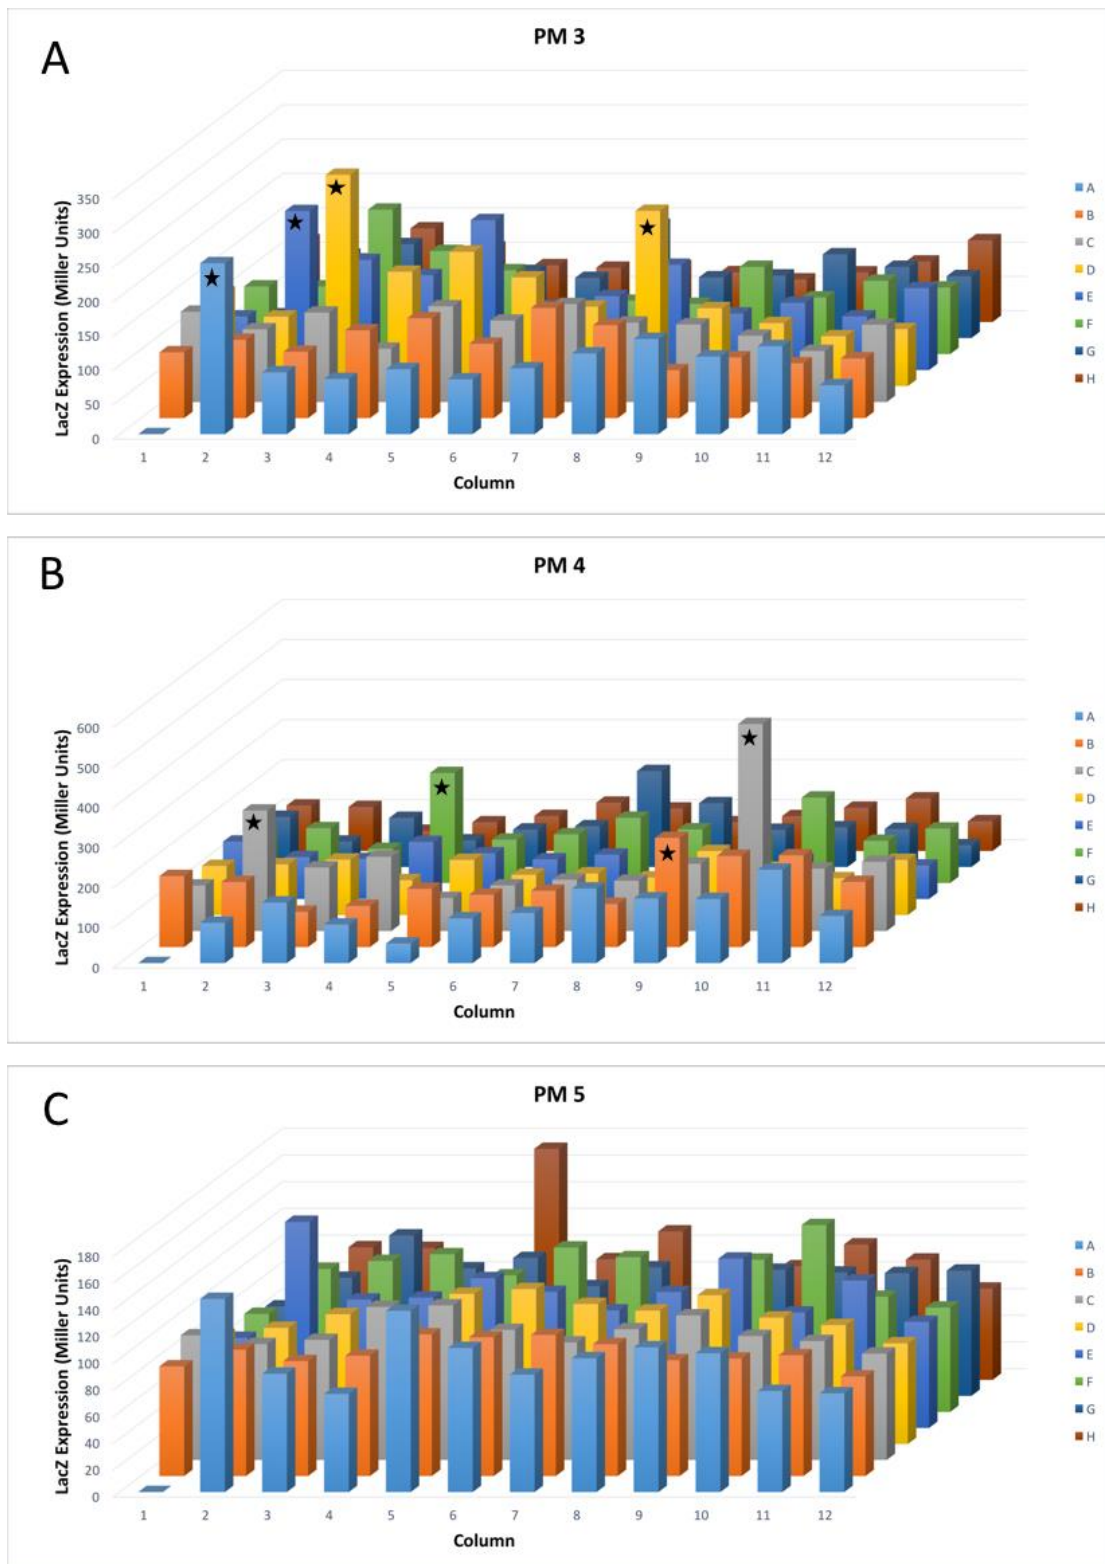 A
PM 3
LacZ Expression (Miller Units)
350
300
250
200
150
100
50
0
1 2 3 4 5 6 7 8 9 10 11 12
Column
A
B
C
D
E
F
G
H
B
PM 4
LacZ Expression (Miller Units)
600
500
400
300
200
100
0
1 2 3 4 5 6 7 8 9 10 11 12
Column
A
B
C
D
E
F
G
H
C
PM 5
LacZ Expression (Miller Units)
180
160
140
120
100
80
60
40
20
0
1 2 3 4 5 6 7 8 9 10 11 12
Column
A
B
C
D
E
F
G
H